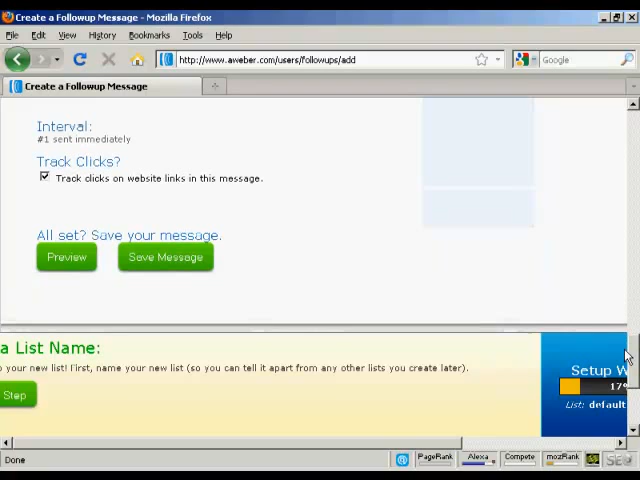 Create a Followup Message - Mozilla Firefox
File Edit View History Bookmarks Tools Help
http://www.aweber.com/users/followups/add
Google
Create a Followup Message
Interval:
#1 sent immediately
Track Clicks?
Track clicks on website links in this message.
All set? Save your message.
Preview Save Message
a List Name:
your new list! First, name your new list (so you can tell it apart from any other lists you create later).
Step
Setup W
17%
List: default
Done
PageRank Alexa Compete mozRank SEO